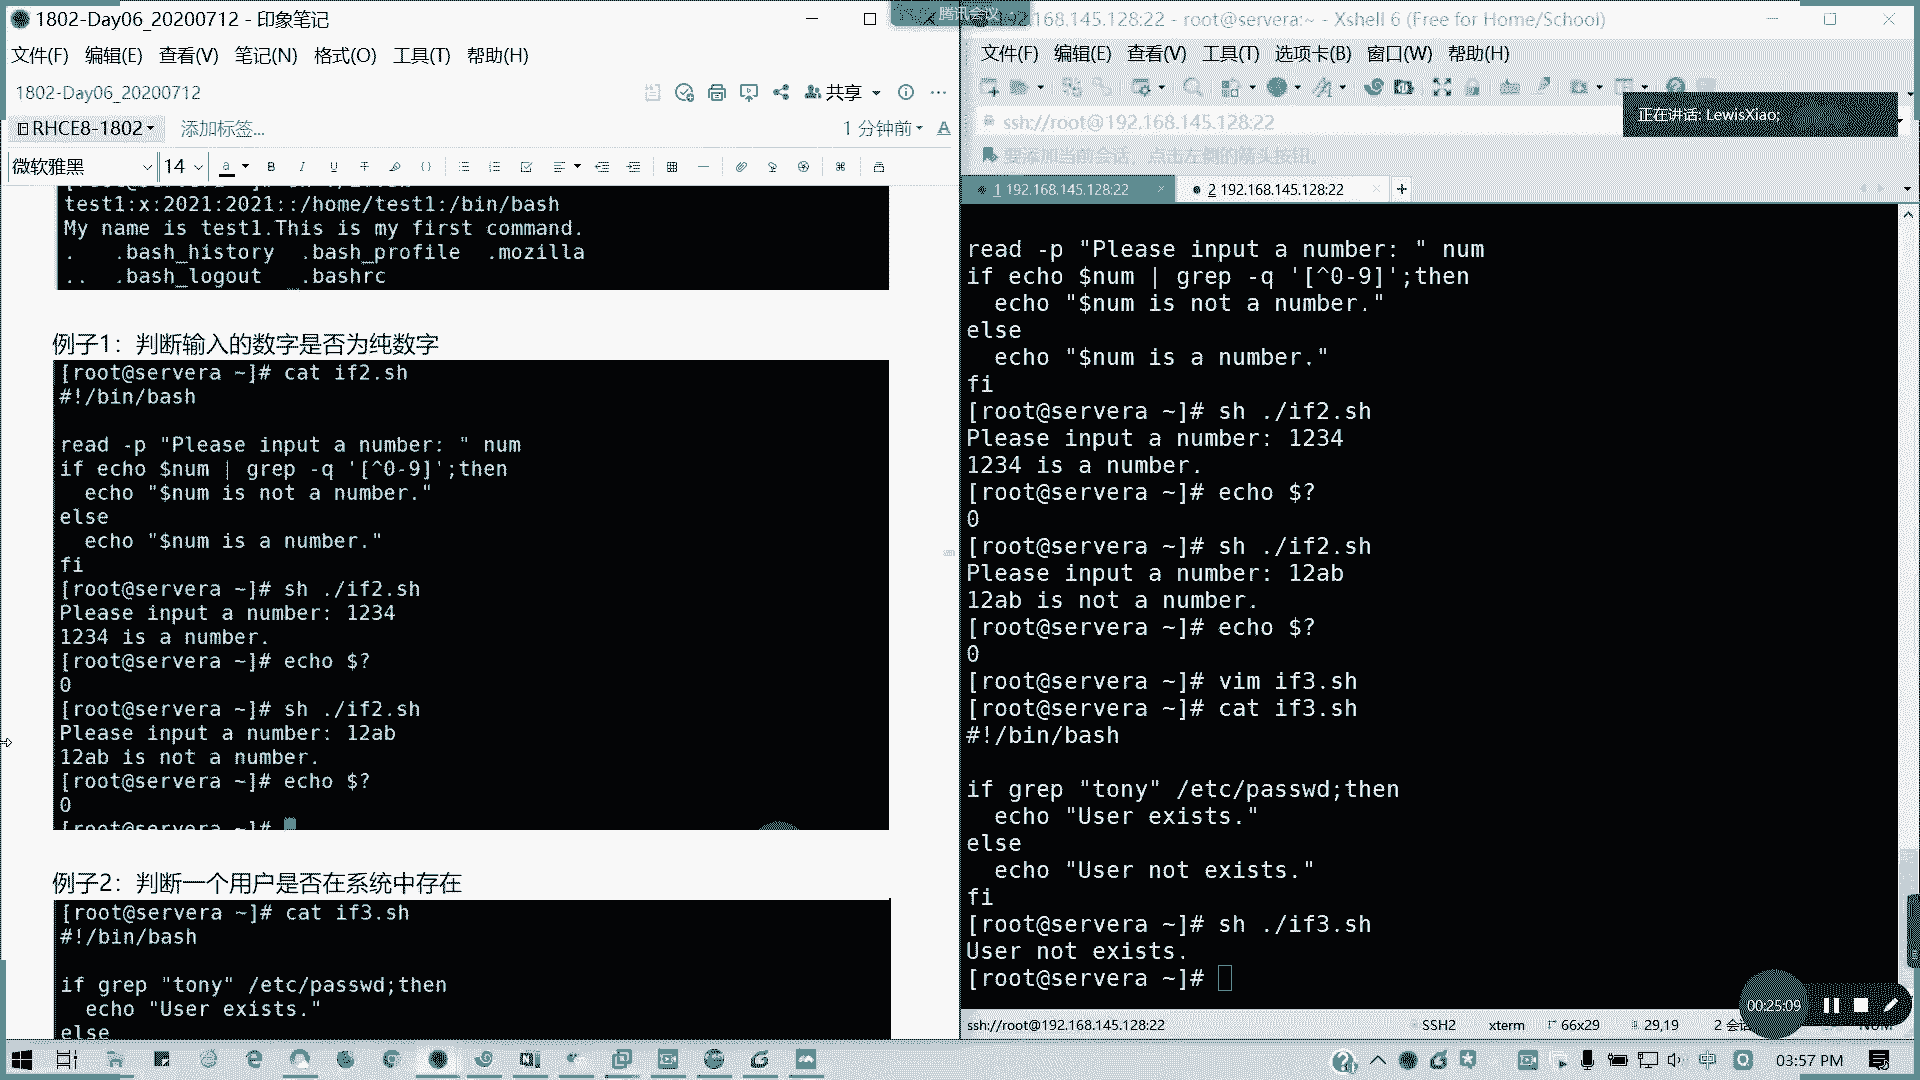 1802-Day06_20200712 - 印象笔记
文件(F) 编辑(E) 查看(V) 笔记(N) 格式(O) 工具(T) 帮助(H)
1802-Day06_20200712
共享
RHCE8-1802
添加标签...
1 分钟前
微软雅黑 14
test1:x:2021:2021::/home/test1:/bin/bash
My name is test1.This is my first command.
.   .bash_history  .bash_profile  .mozilla
..  .bash_logout   .bashrc
例子1：判断输入的数字是否为纯数字
[root@servera ~]# cat if2.sh
#!/bin/bash
read -p "Please input a number: " num
if echo $num | grep -q '[^0-9]';then
  echo "$num is not a number."
else
  echo "$num is a number."
fi
[root@servera ~]# sh ./if2.sh
Please input a number: 1234
1234 is a number.
[root@servera ~]# echo $?
0
[root@servera ~]# sh ./if2.sh
Please input a number: 12ab
12ab is not a number.
[root@servera ~]# echo $?
0
[root@servera ~]#
例子2：判断一个用户是否在系统中存在
[root@servera ~]# cat if3.sh
#!/bin/bash
if grep "tony" /etc/passwd;then
  echo "User exists."
else
腾讯会议
192.168.145.128:22 - root@servera:~ - Xshell 6 (Free for Home/School)
文件(F) 编辑(E) 查看(V) 工具(T) 选项卡(B) 窗口(W) 帮助(H)
ssh://root@192.168.145.128:22
正在讲话: LewisXiao;
要添加当前会话，点击左侧的箭头按钮。
1 192.168.145.128:22
2 192.168.145.128:22
read -p "Please input a number: " num
if echo $num | grep -q '[^0-9]';then
  echo "$num is not a number."
else
  echo "$num is a number."
fi
[root@servera ~]# sh ./if2.sh
Please input a number: 1234
1234 is a number.
[root@servera ~]# echo $?
0
[root@servera ~]# sh ./if2.sh
Please input a number: 12ab
12ab is not a number.
[root@servera ~]# echo $?
0
[root@servera ~]# vim if3.sh
[root@servera ~]# cat if3.sh
#!/bin/bash
if grep "tony" /etc/passwd;then
  echo "User exists."
else
  echo "User not exists."
fi
[root@servera ~]# sh ./if3.sh
User not exists.
[root@servera ~]#
00:25:09
ssh://root@192.168.145.128:22 SSH2 xterm 66x29 29,19 2 NUM
中
03:57 PM